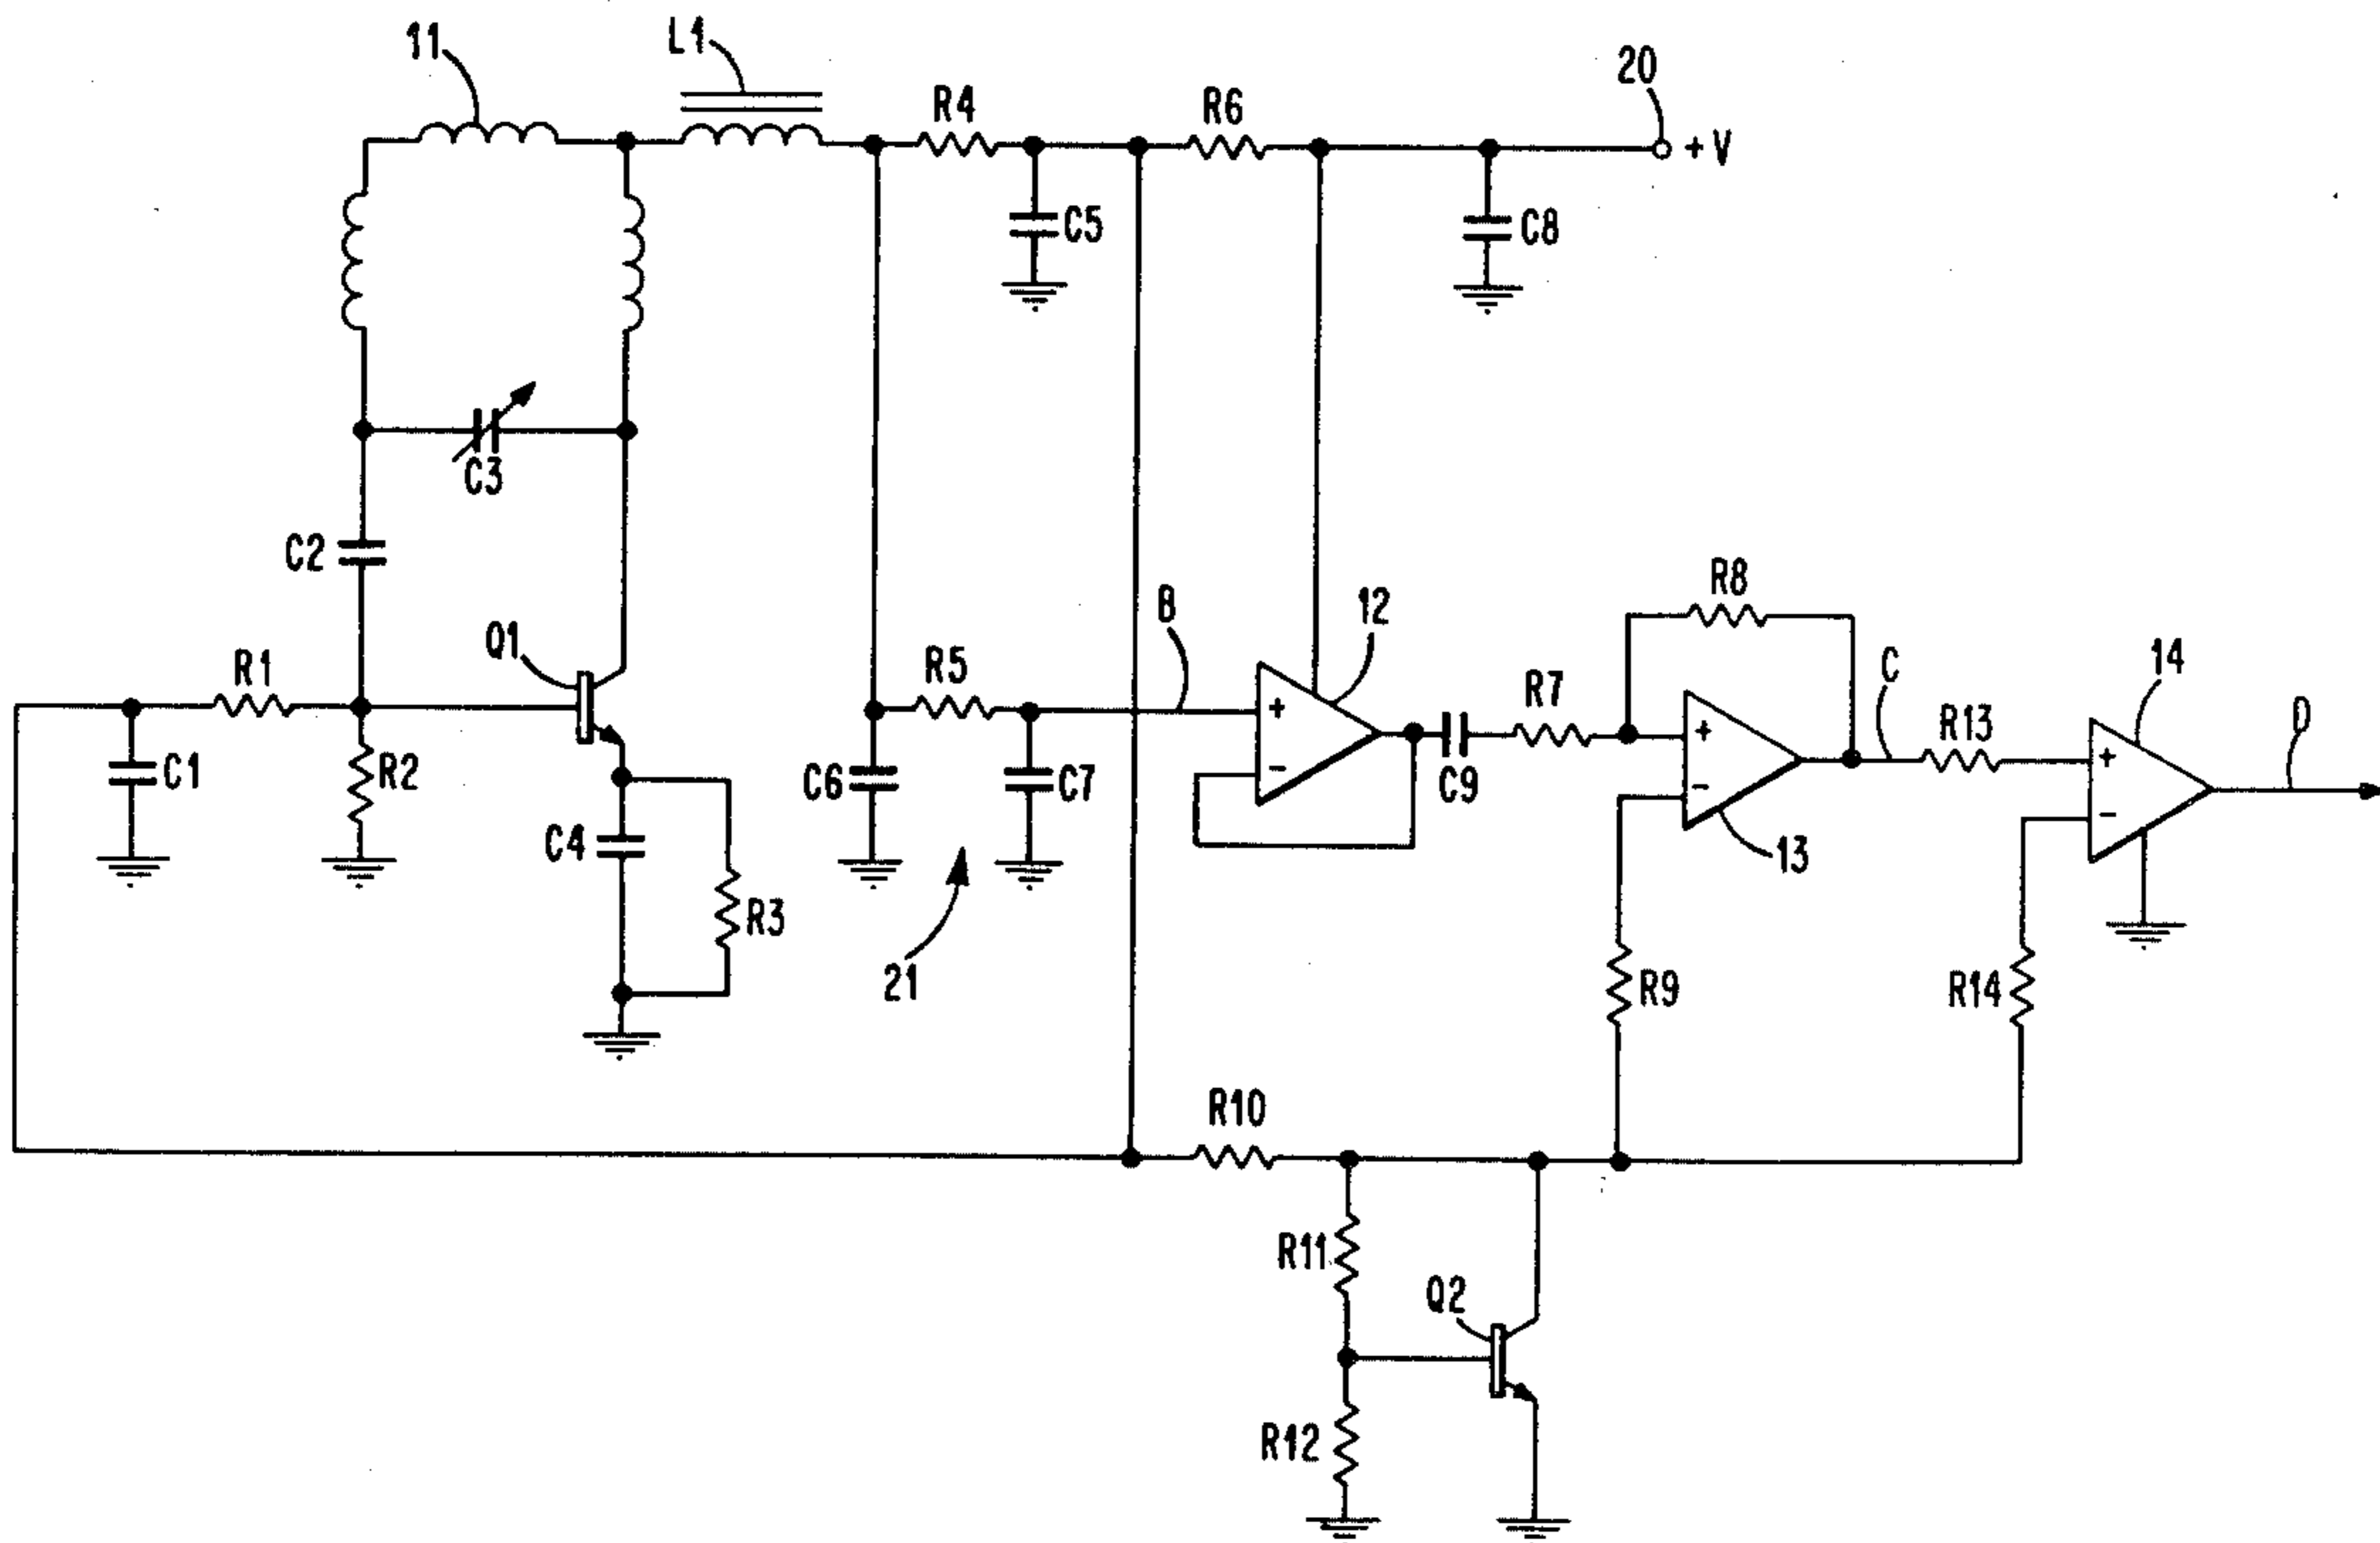 11
L1
R4
R6
20
+V
C5
C8
C3
C2
B
12
R8
Q1
R1
R5
R7
C
14
D
R13
C1
R2
C6
C7
+
-
C9
+
-
+
-
C4
R3
13
21
R9
R14
R10
R11
Q2
R12